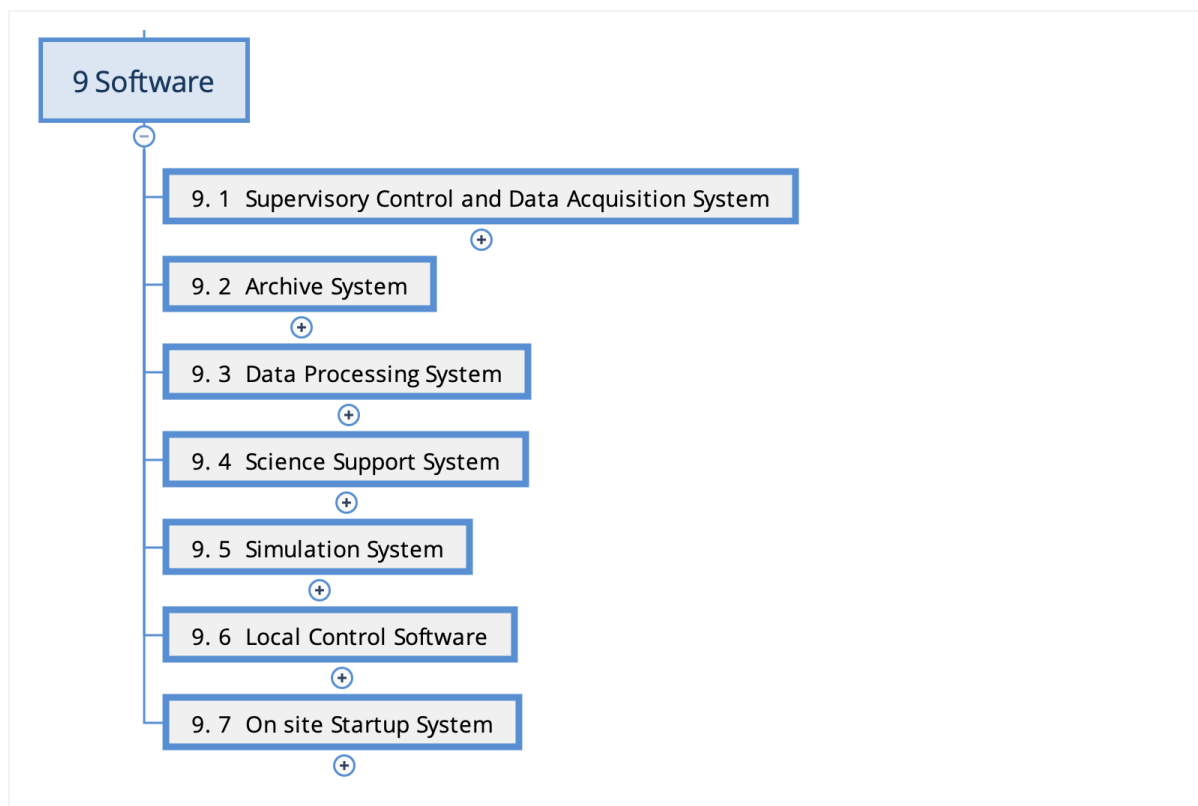 9 Software
9. 1 Supervisory Control and Data Acquisition System
9. 2 Archive System
9. 3 Data Processing System
9. 4 Science Support System
9. 5 Simulation System
9. 6 Local Control Software
9. 7 On site Startup System